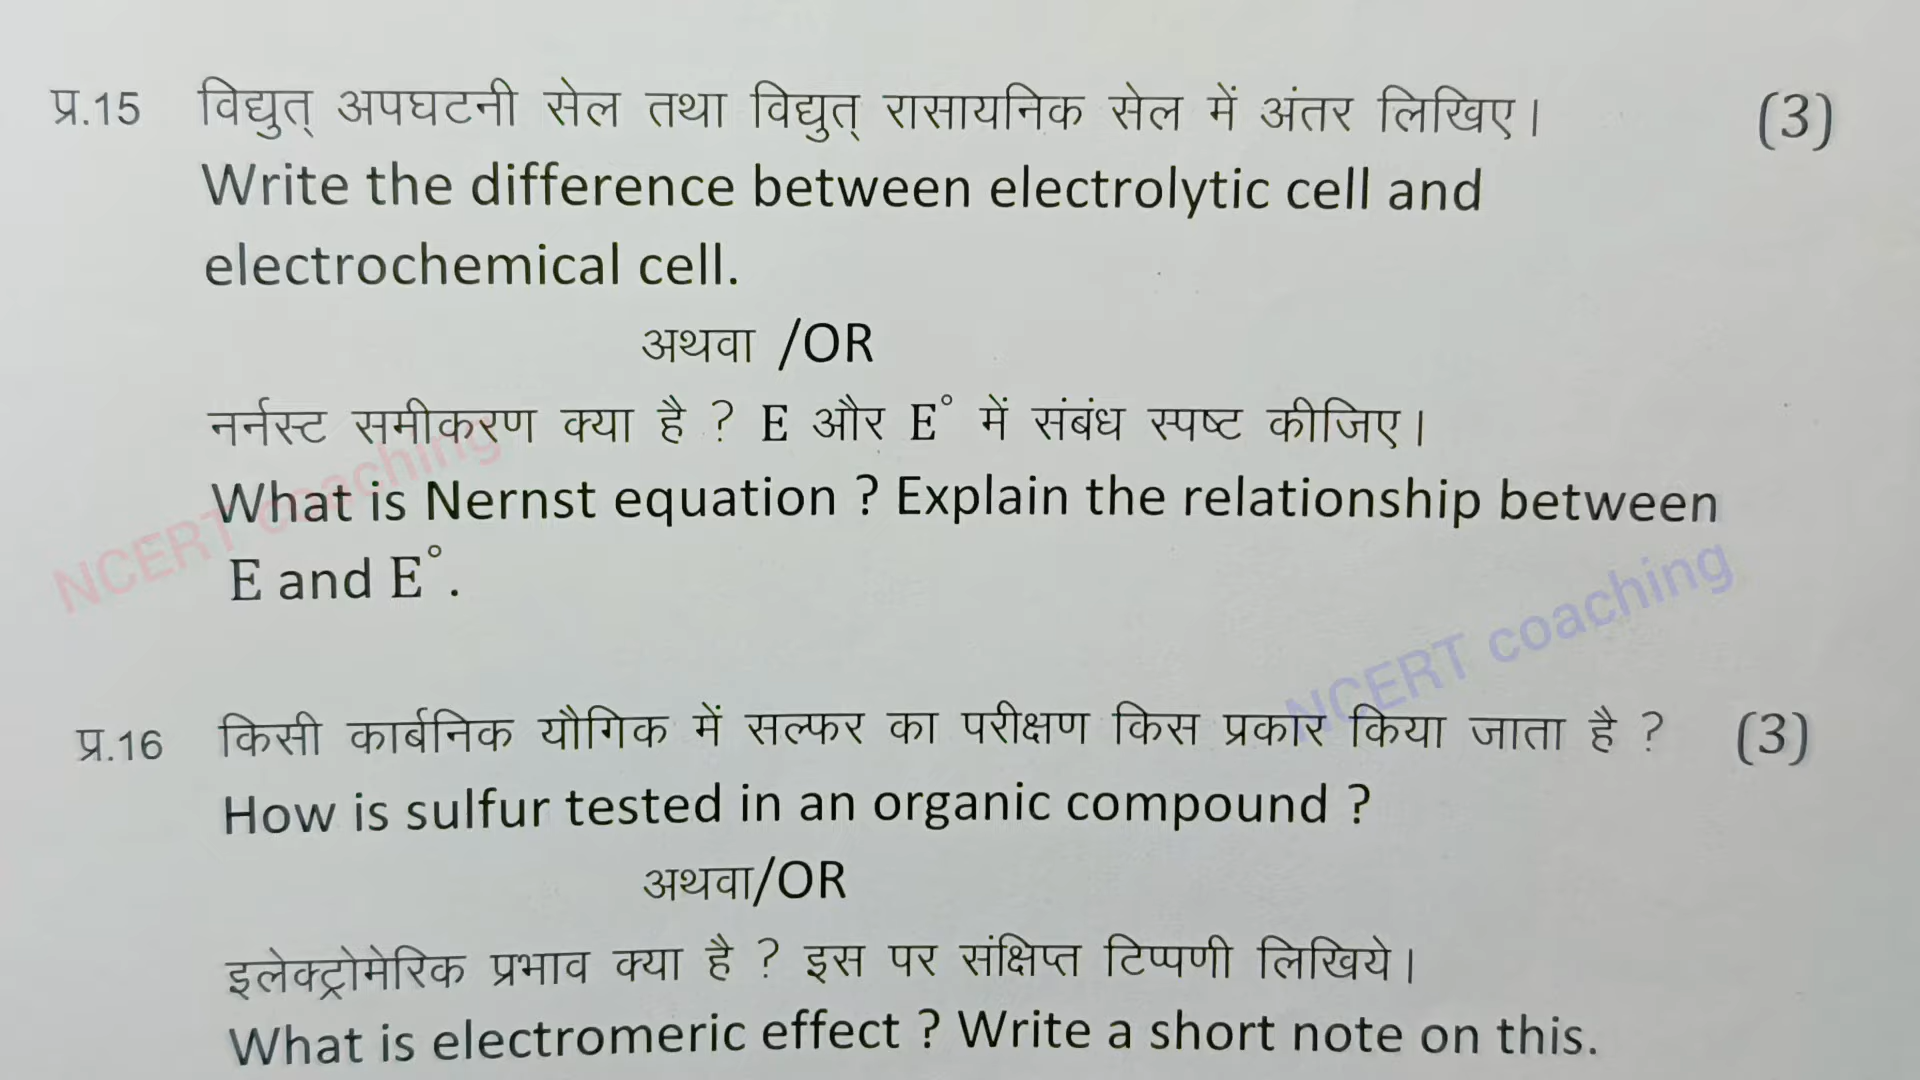 प्र.15 विद्युत् अपघटनी सेल तथा विद्युत् रासायनिक सेल में अंतर लिखिए। (3)
Write the difference between electrolytic cell and
electrochemical cell.
अथवा /OR
नर्नस्ट समीकरण क्या है ? E और E° में संबंध स्पष्ट कीजिए।
What is Nernst equation ? Explain the relationship between
E and E°.
NCERT coaching
NCERT coaching
प्र.16 किसी कार्बनिक यौगिक में सल्फर का परीक्षण किस प्रकार किया जाता है ? (3)
How is sulfur tested in an organic compound ?
अथवा/OR
इलेक्ट्रोमेरिक प्रभाव क्या है ? इस पर संक्षिप्त टिप्पणी लिखिये।
What is electromeric effect ? Write a short note on this.